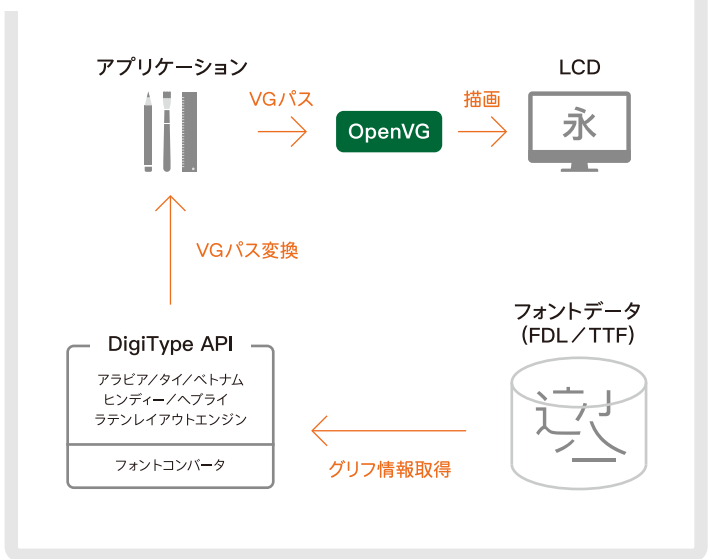 アプリケーション
VGパス
OpenVG
描画
LCD
永
VGパス変換
フォントデータ
(FDL／TTF)
DigiType API
アラビア／タイ／ベトナム
ヒンディー／ヘブライ
ラテンレイアウトエンジン
フォントコンバータ
グリフ情報取得